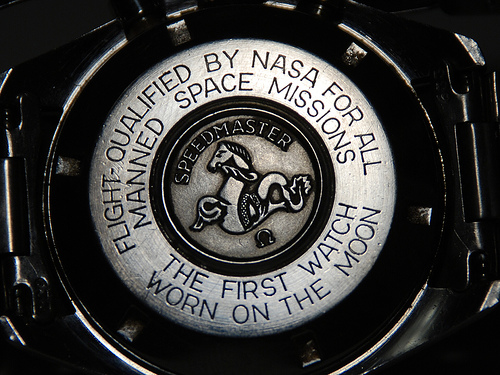 FLIGHT-QUALIFIED BY NASA FOR ALL
MANNED SPACE MISSIONS
SPEEDMASTER
Ω
THE FIRST WATCH
WORN ON THE MOON